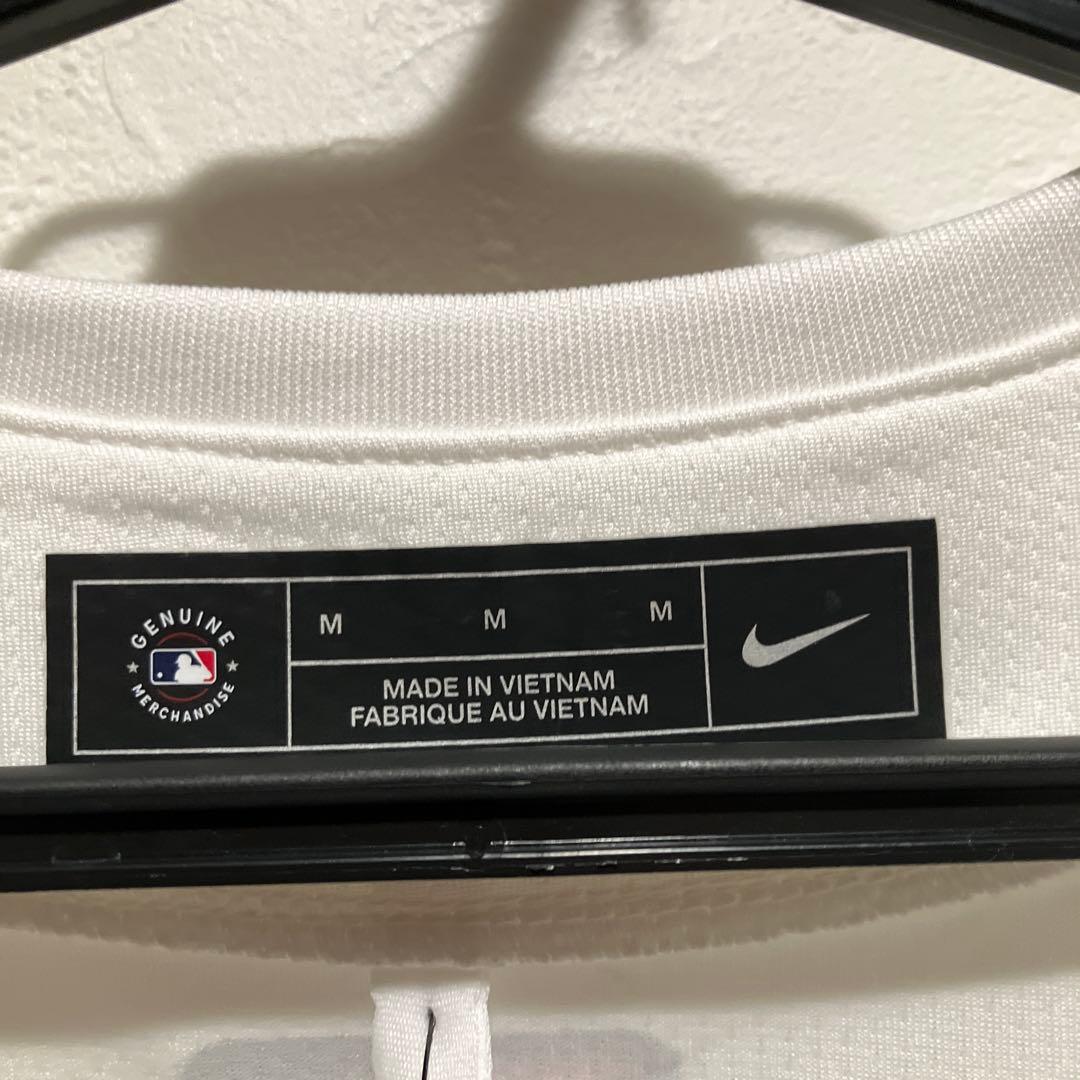 GENUINE
MERCHANDISE
M M M
MADE IN VIETNAM
FABRIQUE AU VIETNAM